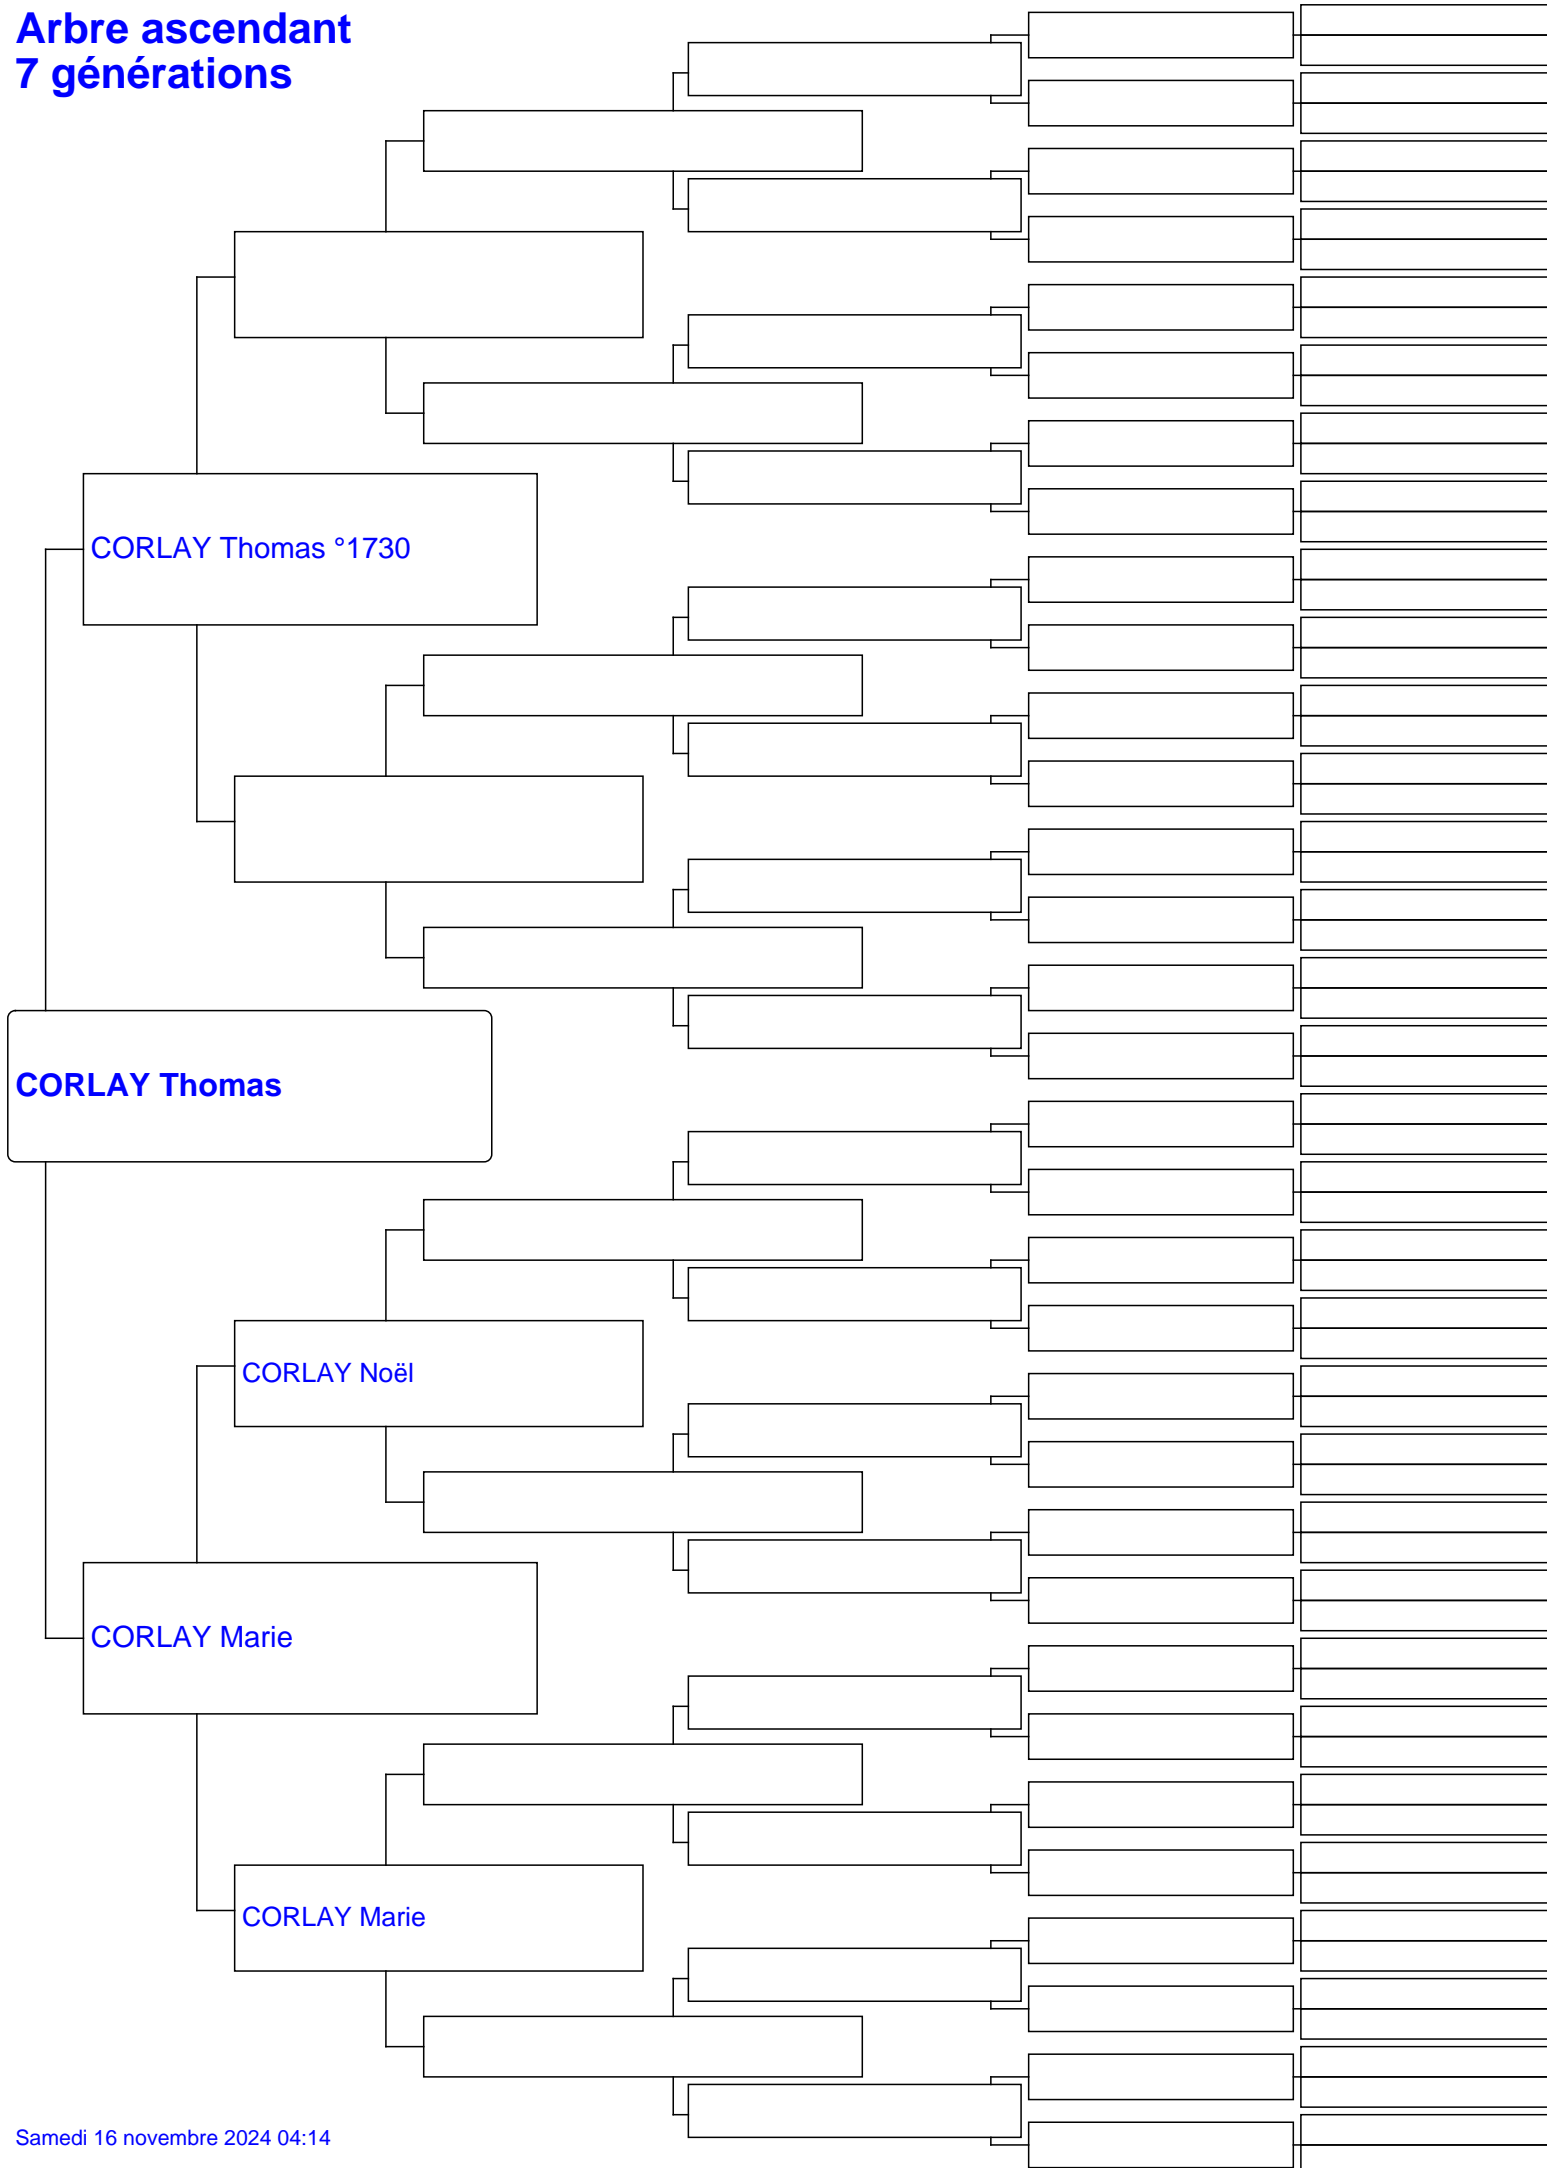 Arbre ascendant
7 générations
CORLAY Thomas °1730
CORLAY Thomas
CORLAY Noël
CORLAY Marie
CORLAY Marie
Samedi 16 novembre 2024 04:14